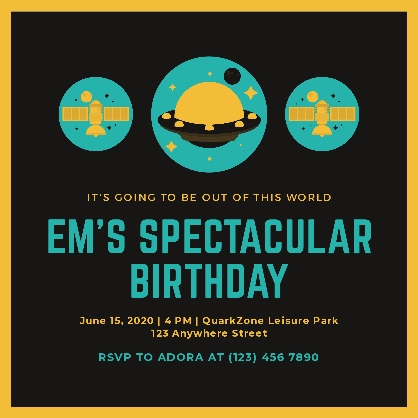 IT'S GOING TO BE OUT OF THIS WORLD
EM'S SPECTACULAR
BIRTHDAY
June 15, 2020 | 4 PM | QuarkZone Leisure Park
123 Anywhere Street
RSVP TO ADORA AT (123) 456 7890